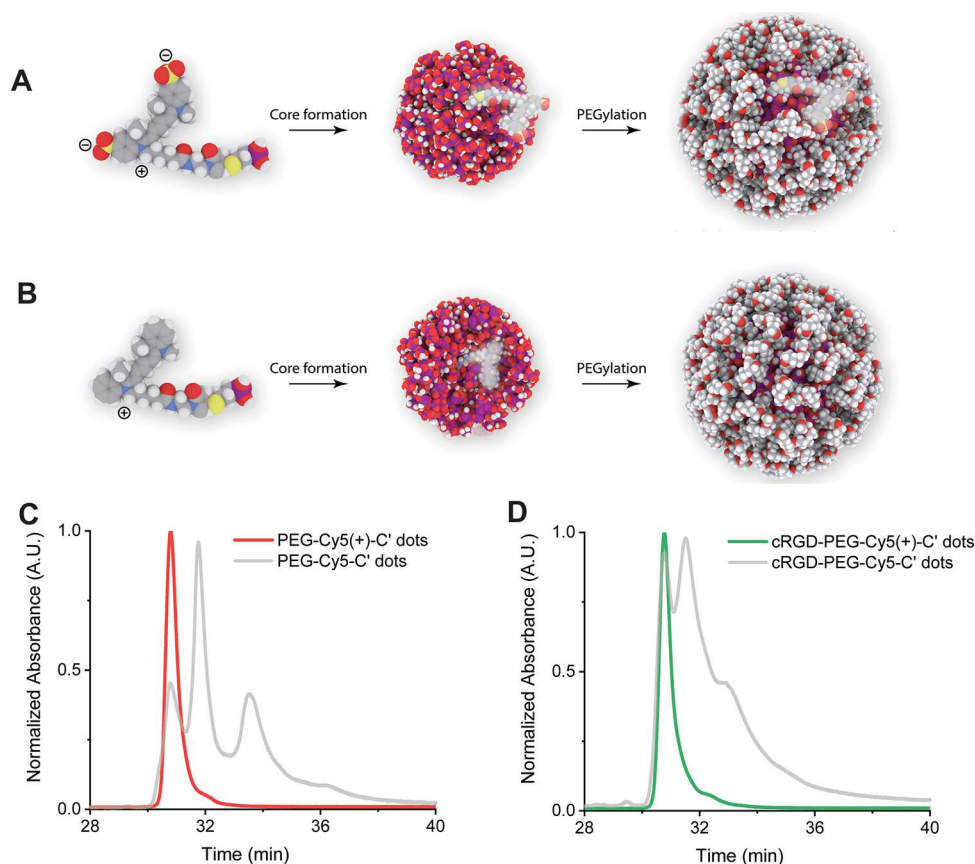 A
Core formation
PEGylation
⊖
⊖
⊕
B
Core formation
PEGylation
⊕
C
PEG-Cy5(+)-C' dots
PEG-Cy5-C' dots
Normalized Absorbance (A.U.)
1.0
0.5
0.0
28
32
36
40
Time (min)
D
cRGD-PEG-Cy5(+)-C' dots
cRGD-PEG-Cy5-C' dots
Normalized Absorbance (A.U.)
1.0
0.5
0.0
28
32
36
40
Time (min)